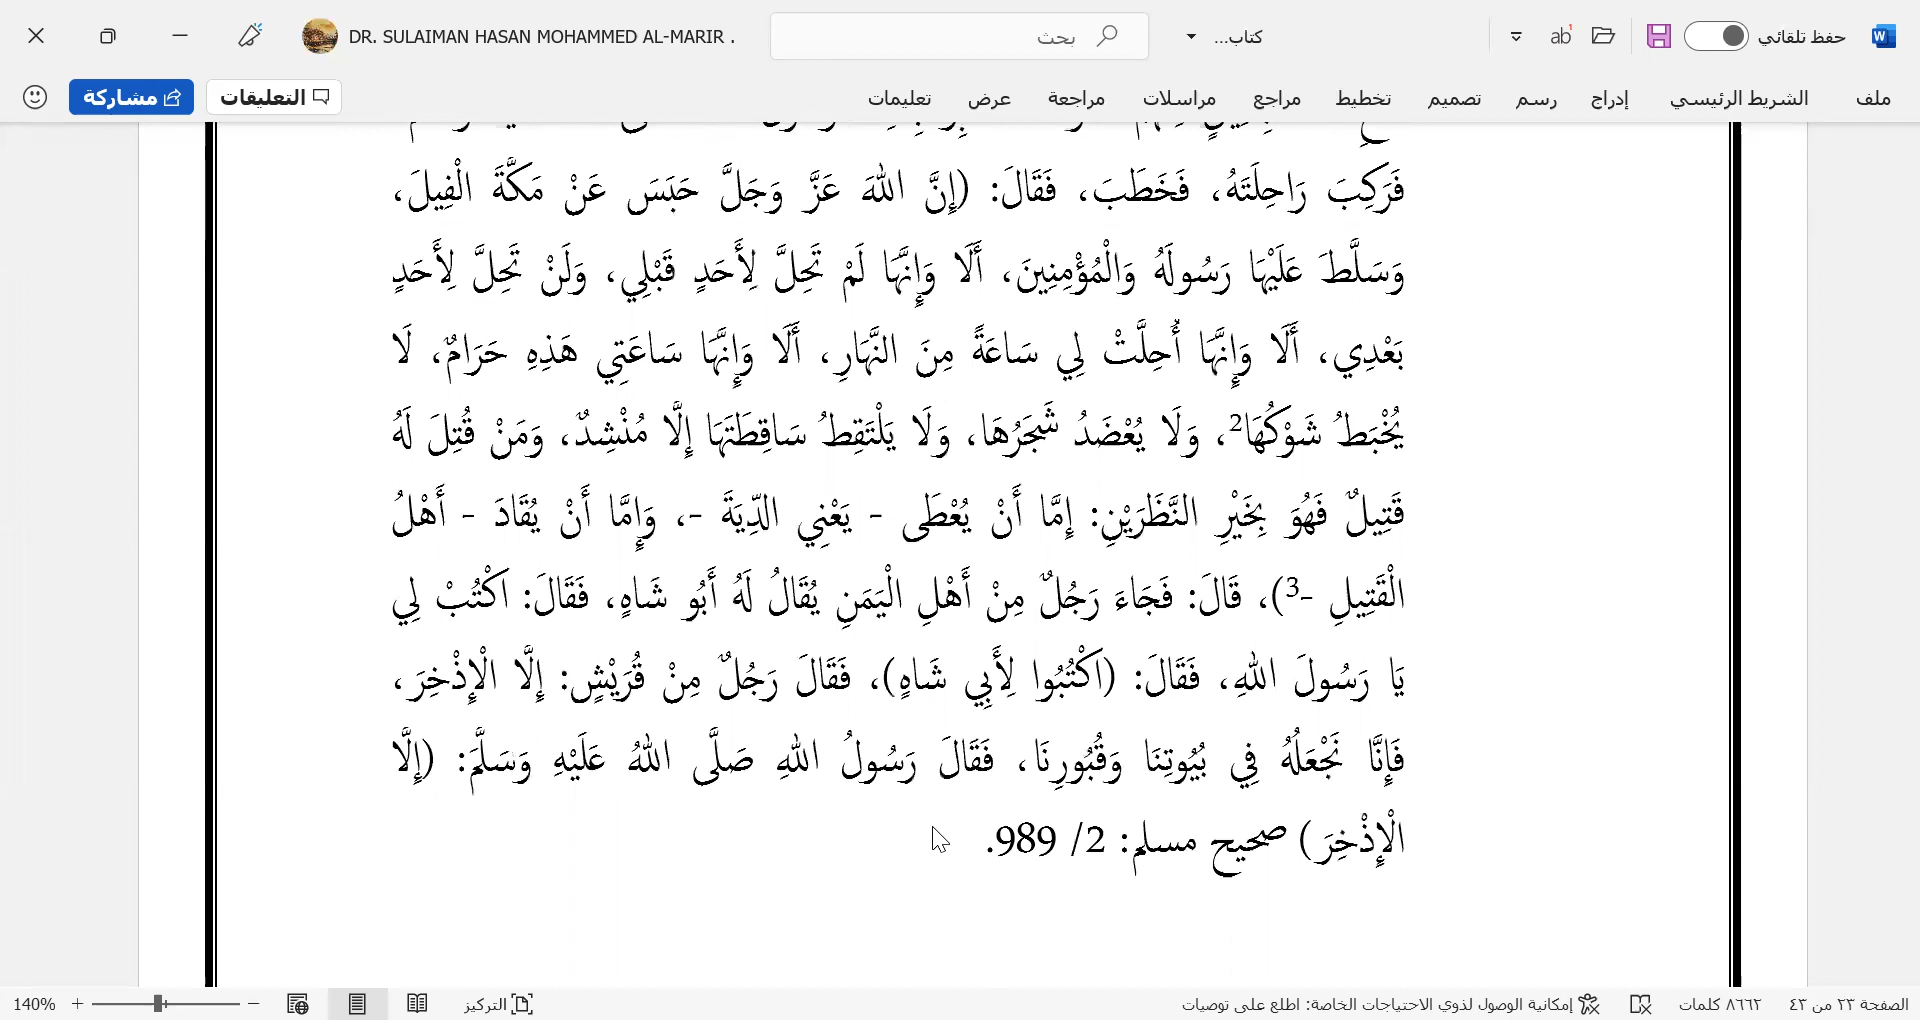 حفظ تلقائي
كتاب...
بحث
DR. SULAIMAN HASAN MOHAMMED AL-MARIR .
ملف الشريط الرئيسي إدراج رسم تصميم تخطيط مراجع مراسلات مراجعة عرض تعليمات
التعليقات
مشاركة
فَرَكِبَ رَاحِلَتَهُ، فَخَطَبَ، فَقَالَ: (إِنَّ اللهَ عَزَّ وَجَلَّ حَبَسَ عَنْ مَكَّةَ الْفِيلَ،
وَسَلَّطَ عَلَيْهَا رَسُولَهُ وَالْمُؤْمِنِينَ، أَلَا وَإِنَّهَا لَمْ تَحِلَّ لِأَحَدٍ قَبْلِي، وَلَنْ تَحِلَّ لِأَحَدٍ
بَعْدِي، أَلَا وَإِنَّهَا أُحِلَّتْ لِي سَاعَةً مِنَ النَّهَارِ، أَلَا وَإِنَّهَا سَاعَتِي هَذِهِ حَرَامٌ، لَا
يُخْبَطُ شَوْكُهَا2، وَلَا يُعْضَدُ شَجَرُهَا، وَلَا يَلْتَقِطُ سَاقِطَتَهَا إِلَّا مُنْشِدٌ، وَمَنْ قُتِلَ لَهُ
قَتِيلٌ فَهُوَ بِخَيْرِ النَّظَرَيْنِ: إِمَّا أَنْ يُعْطَى - يَعْنِي الدِّيَةَ -، وَإِمَّا أَنْ يُقَادَ - أَهْلُ
الْقَتِيلِ -3)، قَالَ: فَجَاءَ رَجُلٌ مِنْ أَهْلِ الْيَمَنِ يُقَالُ لَهُ أَبُو شَاهٍ، فَقَالَ: اكْتُبْ لِي
يَا رَسُولَ اللهِ، فَقَالَ: (اكْتُبُوا لِأَبِي شَاهٍ)، فَقَالَ رَجُلٌ مِنْ قُرَيْشٍ: إِلَّا الْإِذْخِرَ،
فَإِنَّا نَجْعَلُهُ فِي بُيُوتِنَا وَقُبُورِنَا، فَقَالَ رَسُولُ اللهِ صَلَّى اللهُ عَلَيْهِ وَسَلَّمَ: (إِلَّا
الْإِذْخِرَ) صحيح مسلم: 2/ 989.
الصفحة ٢٣ من ٤٣ ٨٦٦٢ كلمات إمكانية الوصول لذوي الاحتياجات الخاصة: اطلع على توصيات التركيز 140%